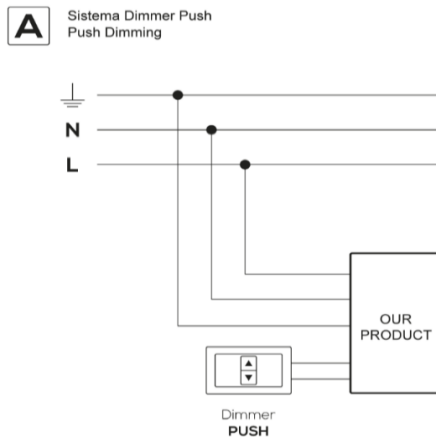 A
Sistema Dimmer Push
Push Dimming
N
L
OUR
PRODUCT
Dimmer
PUSH